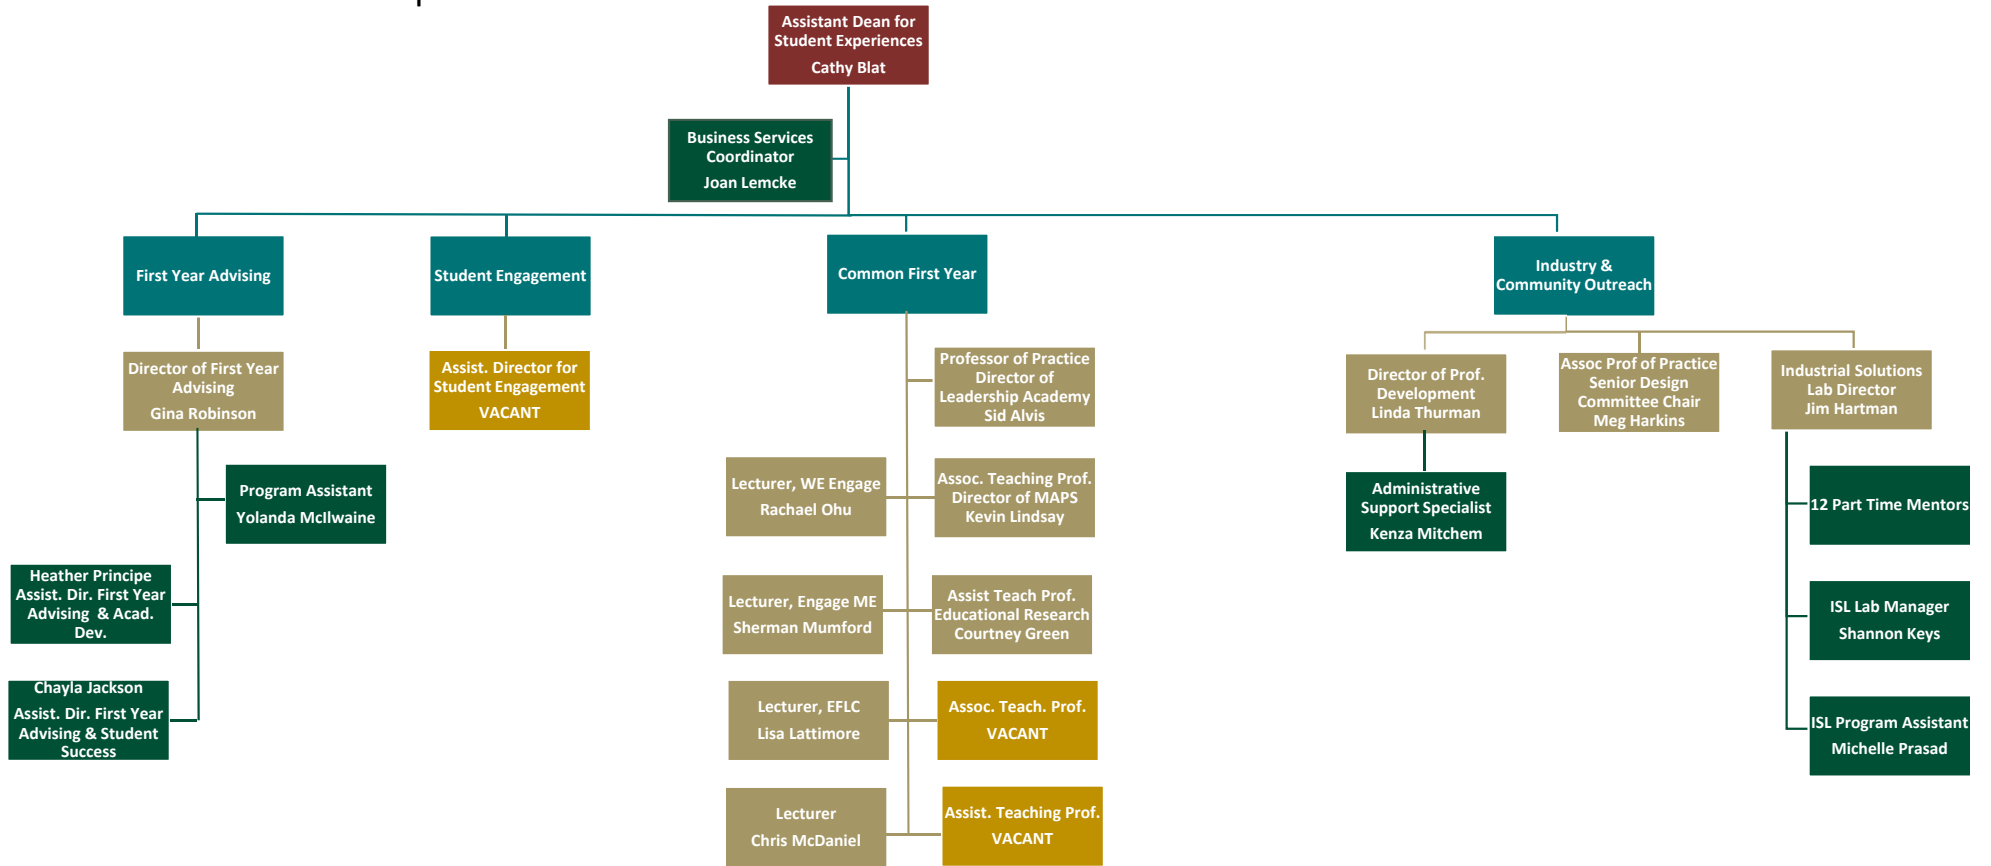 Assistant Dean for
Student Experiences
Cathy Blat
Business Services
Coordinator
Joan Lemcke
First Year Advising
Student Engagement
Common First Year
Industry &
Community Outreach
Director of First Year
Advising
Gina Robinson
Assist. Director for
Student Engagement
VACANT
Professor of Practice
Director of
Leadership Academy
Sid Alvis
Director of Prof.
Development
Linda Thurman
Assoc Prof of Practice
Senior Design
Committee Chair
Meg Harkins
Industrial Solutions
Lab Director
Jim Hartman
Program Assistant
Yolanda McIlwaine
Lecturer, WE Engage
Rachael Ohu
Assoc. Teaching Prof.
Director of MAPS
Kevin Lindsay
Administrative
Support Specialist
Kenza Mitchem
12 Part Time Mentors
Heather Principe
Assist. Dir. First Year
Advising & Acad.
Dev.
Lecturer, Engage ME
Sherman Mumford
Assist Teach Prof.
Educational Research
Courtney Green
ISL Lab Manager
Shannon Keys
Chayla Jackson
Assist. Dir. First Year
Advising & Student
Success
Lecturer, EFLC
Lisa Lattimore
Assoc. Teach. Prof.
VACANT
ISL Program Assistant
Michelle Prasad
Lecturer
Chris McDaniel
Assist. Teaching Prof.
VACANT